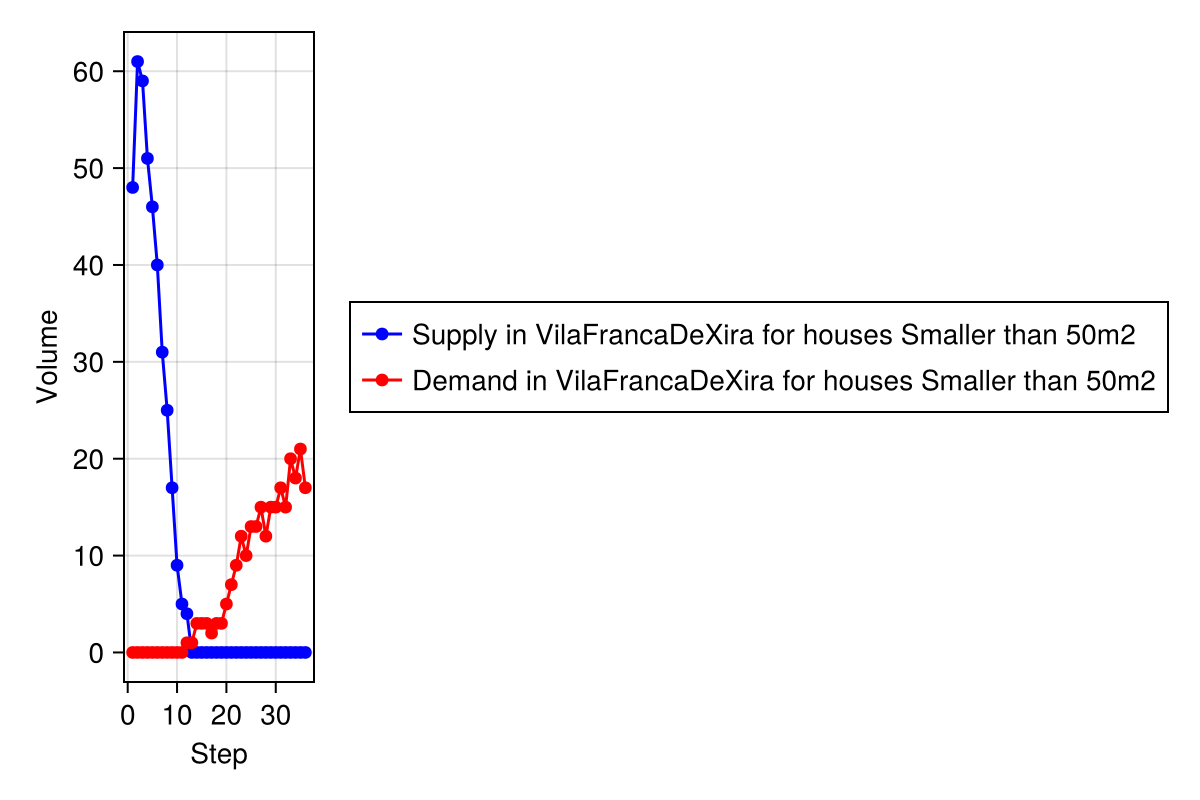 60
50
40
30
20
10
0
Volume
0 10 20 30
Step
Supply in VilaFrancaDeXira for houses Smaller than 50m2
Demand in VilaFrancaDeXira for houses Smaller than 50m2